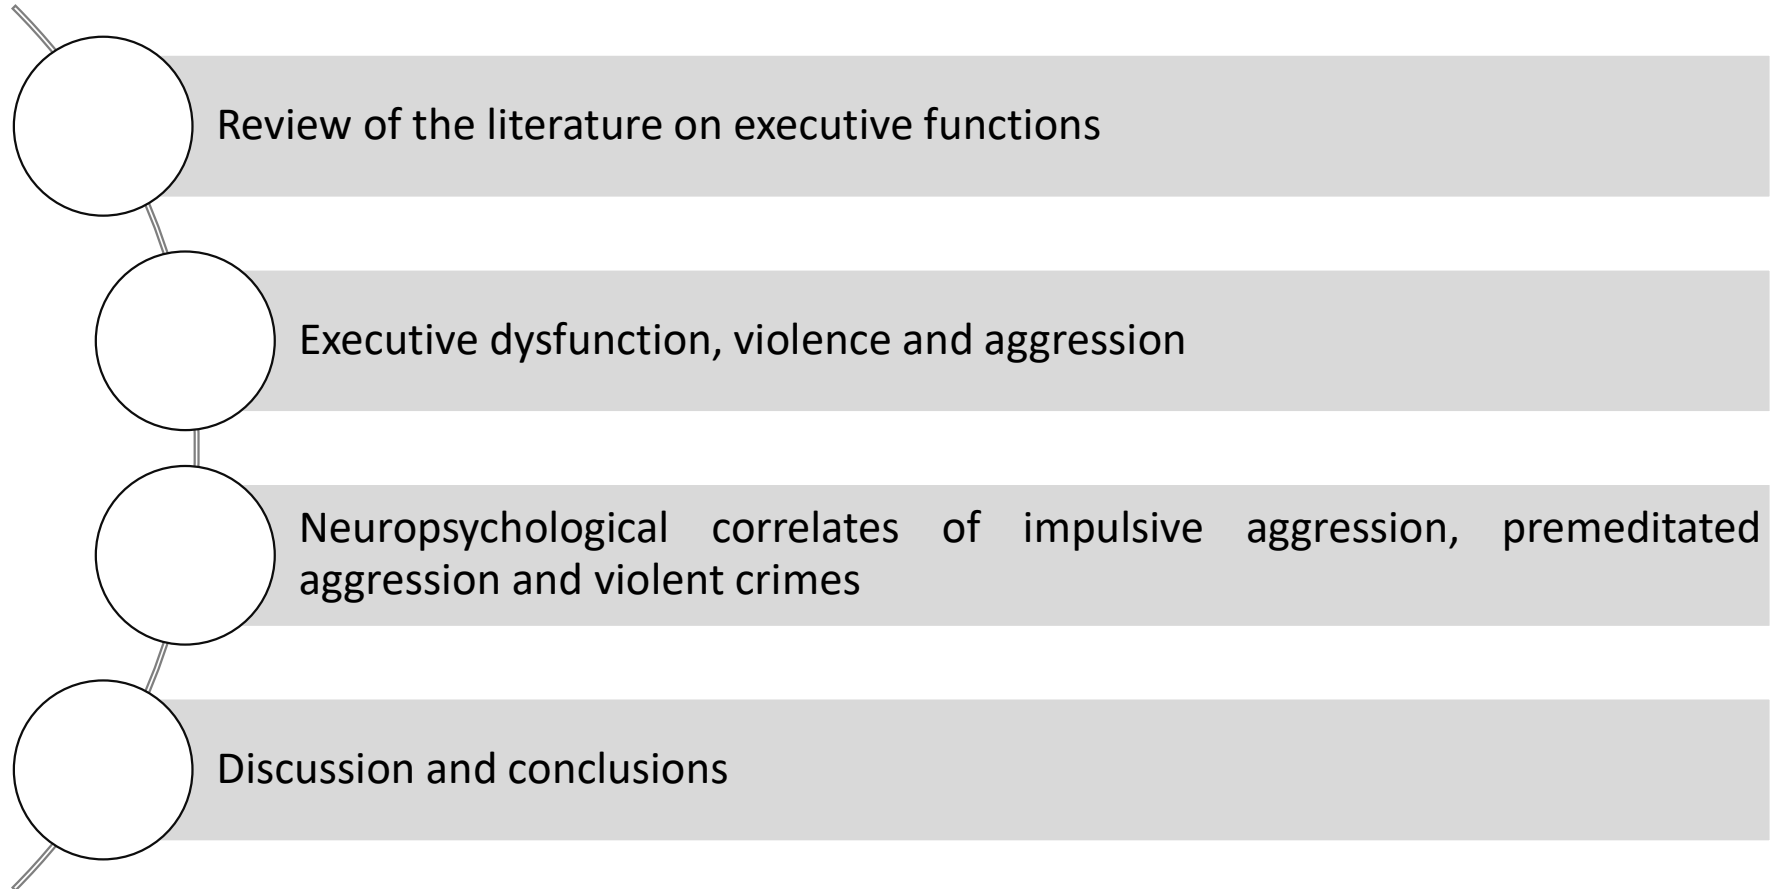 Review of the literature on executive functions
Executive dysfunction, violence and aggression
Neuropsychological correlates of impulsive aggression, premeditated
aggression and violent crimes
Discussion and conclusions